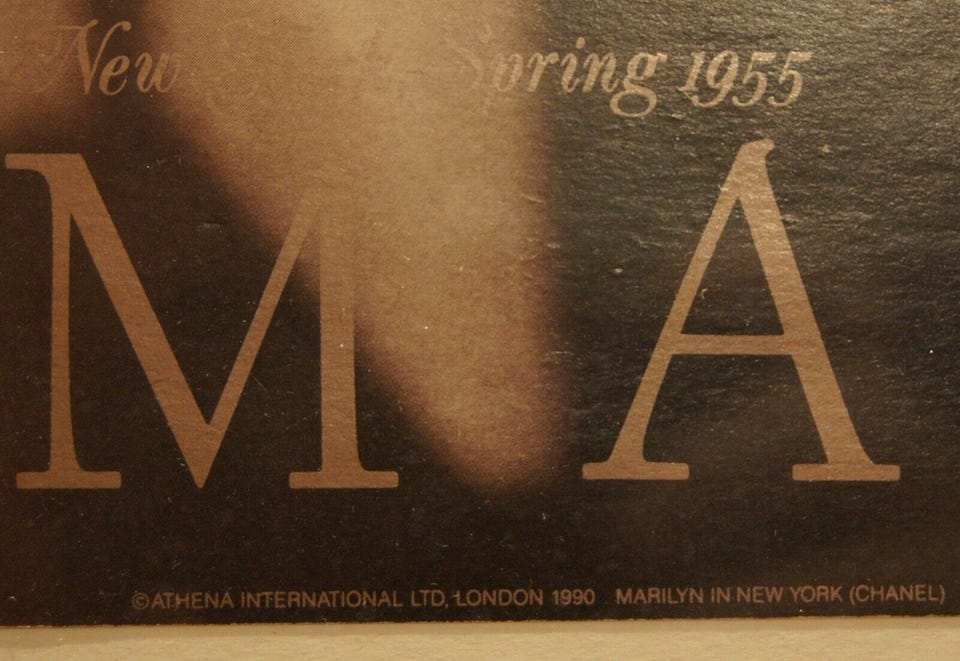 New Spring 1955
M A
©ATHENA INTERNATIONAL LTD, LONDON 1990 MARILYN IN NEW YORK (CHANEL)